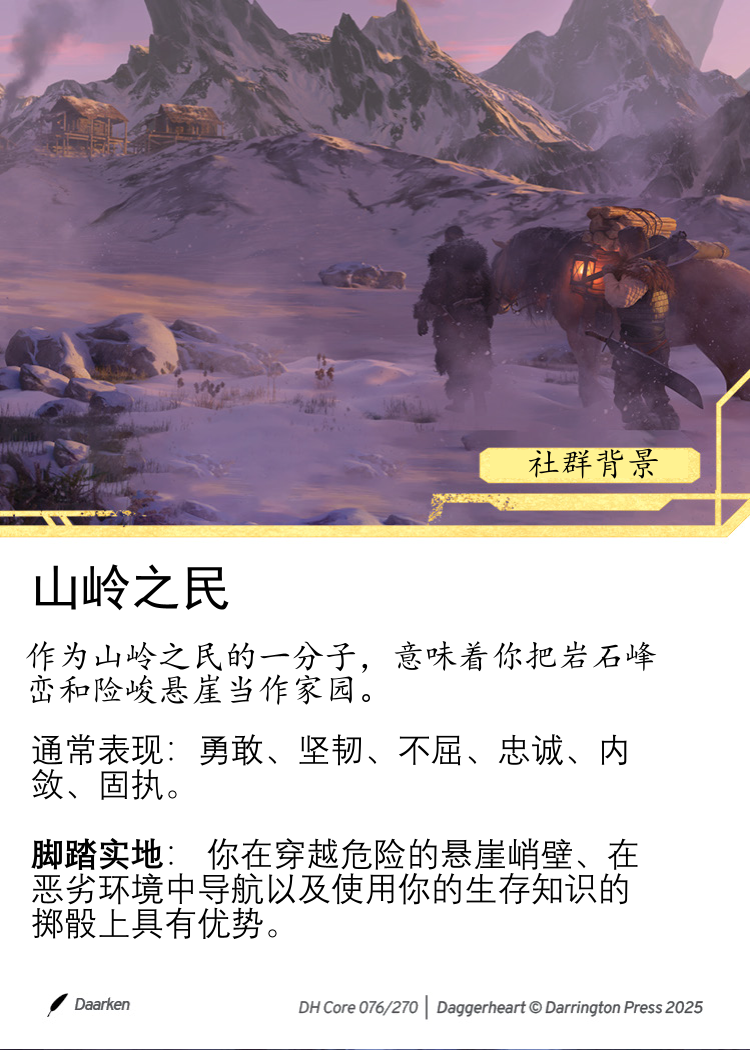 社群背景
山岭之民
作为山岭之民的一分子，意味着你把岩石峰
峦和险峻悬崖当作家园。
通常表现：勇敢、坚韧、不屈、忠诚、内
敛、固执。
脚踏实地： 你在穿越危险的悬崖峭壁、在
恶劣环境中导航以及使用你的生存知识的
掷骰上具有优势。
Daarken
DH Core 076/270 | Daggerheart © Darrington Press 2025